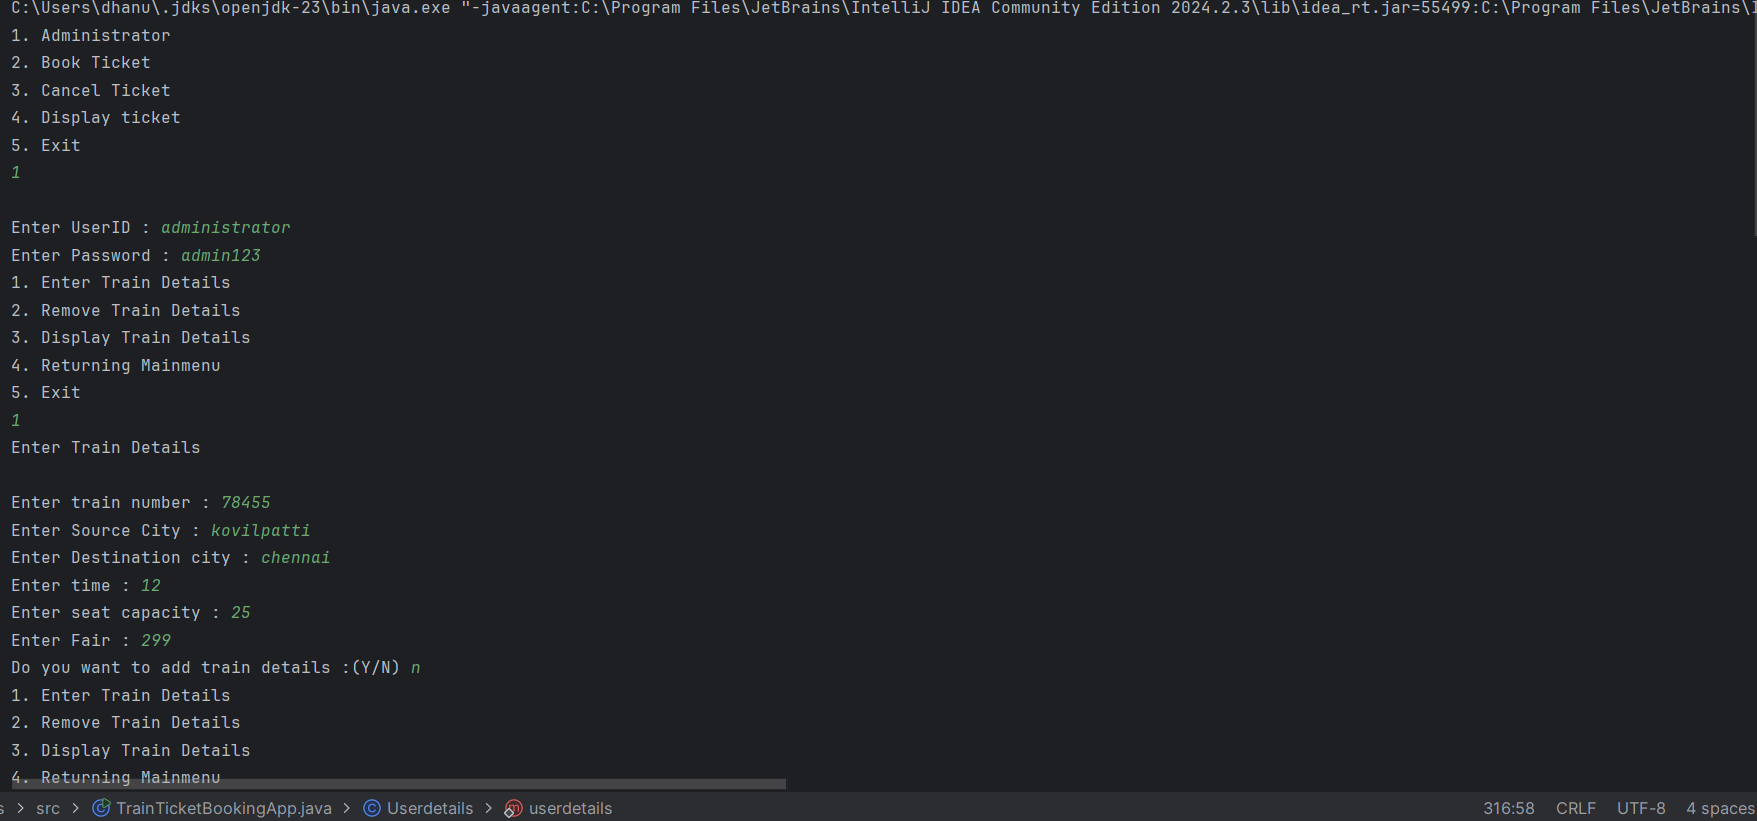 C:\Users\dhanu\.jdks\openjdk-23\bin\java.exe "-javaagent:C:\Program Files\JetBrains\IntelliJ IDEA Community Edition 2024.2.3\lib\idea_rt.jar=55499:C:\Program Files\JetBrains\I
1. Administrator
2. Book Ticket
3. Cancel Ticket
4. Display ticket
5. Exit
1
Enter UserID : administrator
Enter Password : admin123
1. Enter Train Details
2. Remove Train Details
3. Display Train Details
4. Returning Mainmenu
5. Exit
1
Enter Train Details
Enter train number : 78455
Enter Source City : kovilpatti
Enter Destination city : chennai
Enter time : 12
Enter seat capacity : 25
Enter Fair : 299
Do you want to add train details :(Y/N) n
1. Enter Train Details
2. Remove Train Details
3. Display Train Details
4. Returning Mainmenu
s > src > TrainTicketBookingApp.java > Userdetails > userdetails 316:58 CRLF UTF-8 4 spaces